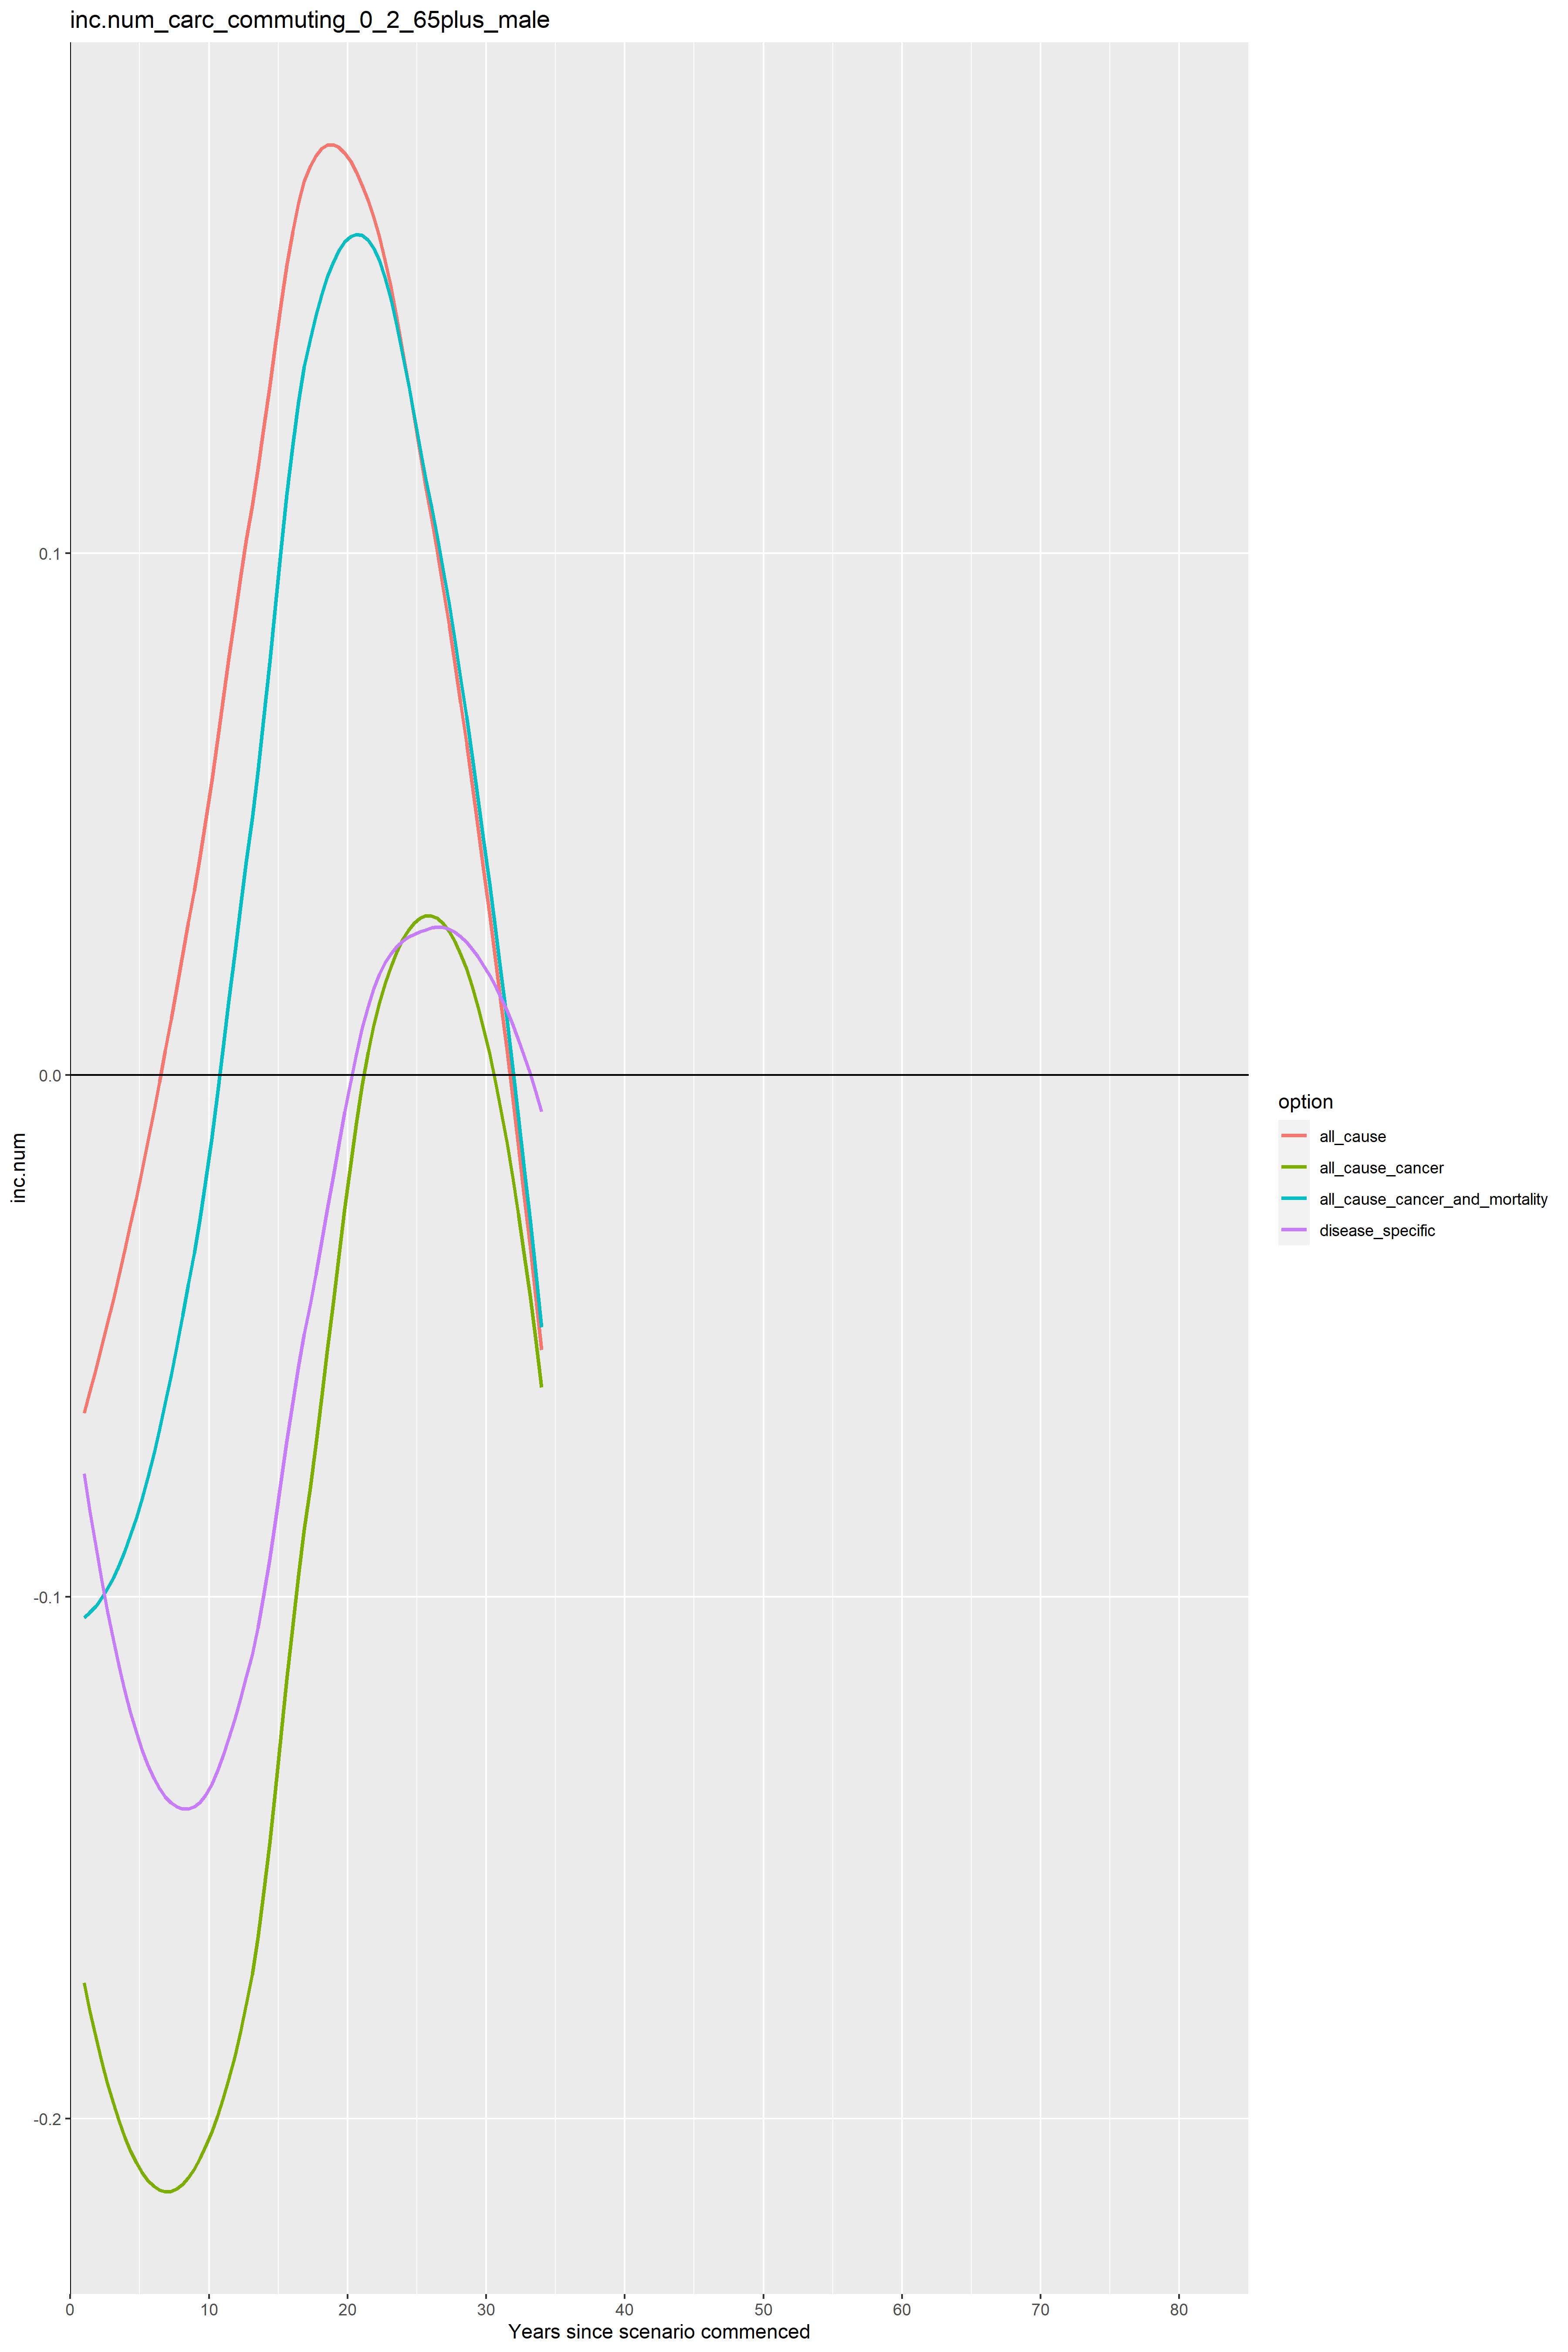 inc.num_carc_commuting_0_2_65plus_male
0.1
0.0
-0.1
-0.2
inc.num
0 10 20 30 40 50 60 70 80
Years since scenario commenced
option
all_cause
all_cause_cancer
all_cause_cancer_and_mortality
disease_specific